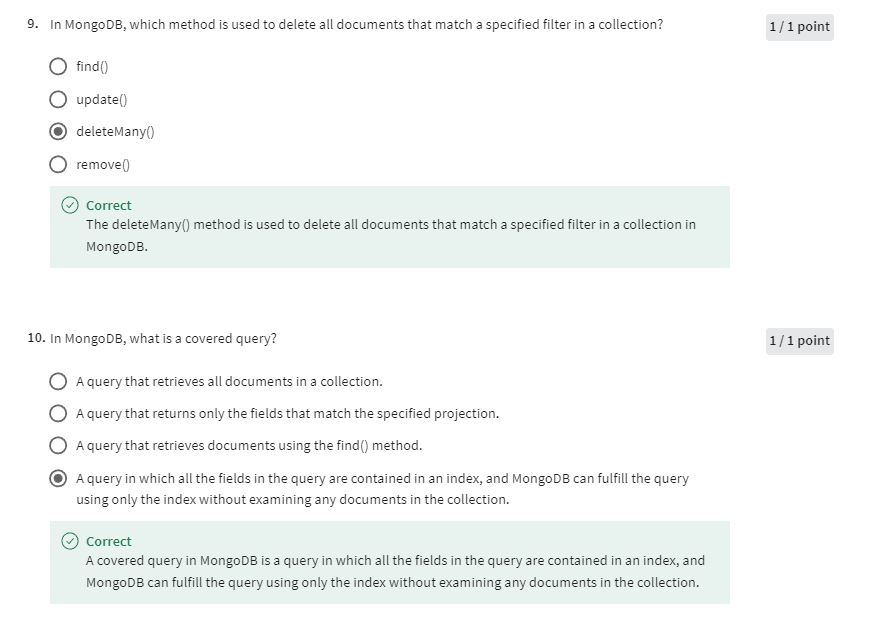 9. In MongoDB, which method is used to delete all documents that match a specified filter in a collection?
1 / 1 point
find()
update()
deleteMany()
remove()
Correct
The deleteMany() method is used to delete all documents that match a specified filter in a collection in
MongoDB.
10. In MongoDB, what is a covered query?
1 / 1 point
A query that retrieves all documents in a collection.
A query that returns only the fields that match the specified projection.
A query that retrieves documents using the find() method.
A query in which all the fields in the query are contained in an index, and MongoDB can fulfill the query
using only the index without examining any documents in the collection.
Correct
A covered query in MongoDB is a query in which all the fields in the query are contained in an index, and
MongoDB can fulfill the query using only the index without examining any documents in the collection.